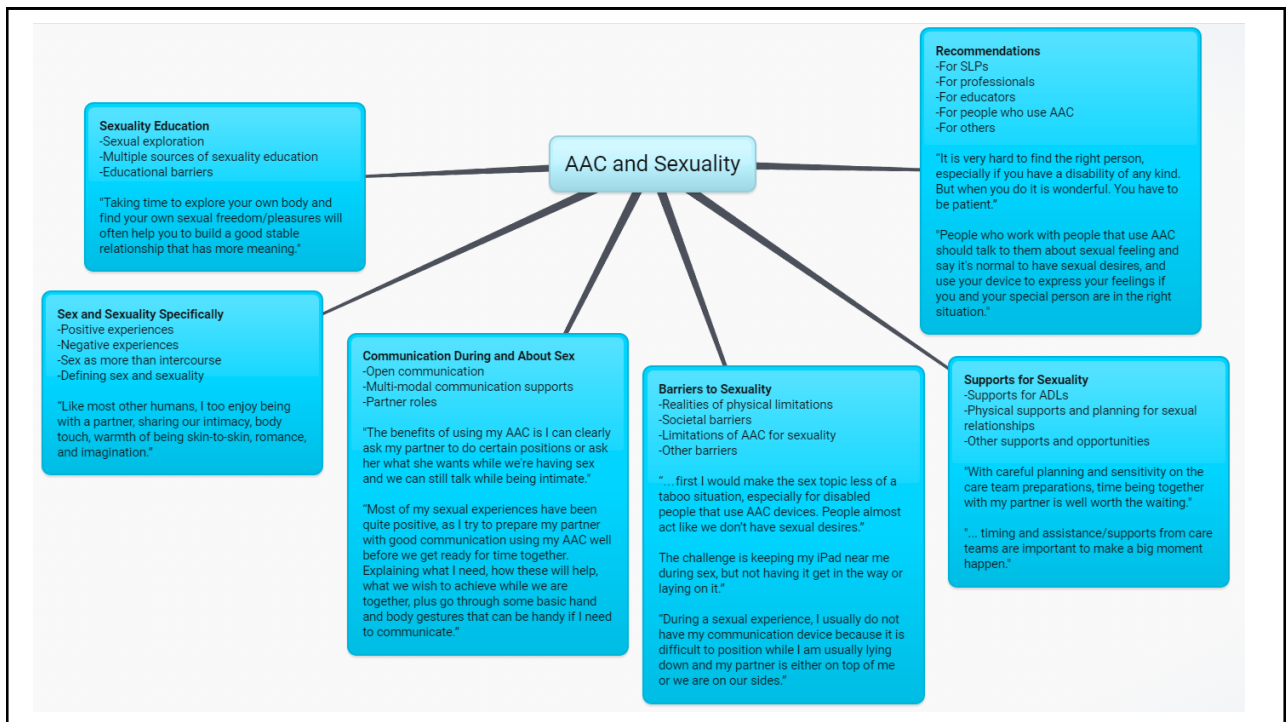 AAC and Sexuality
Sexuality Education
-Sexual exploration
-Multiple sources of sexuality education
-Educational barriers
"Taking time to explore your own body and
find your own sexual freedom/pleasures will
often help you to build a good stable
relationship that has more meaning."
Sex and Sexuality Specifically
-Positive experiences
-Negative experiences
-Sex as more than intercourse
-Defining sex and sexuality
"Like most other humans, I too enjoy being
with a partner, sharing our intimacy, body
touch, warmth of being skin-to-skin, romance,
and imagination."
Communication During and About Sex
-Open communication
-Multi-modal communication supports
-Partner roles
"The benefits of using my AAC is I can clearly
ask my partner to do certain positions or ask
her what she wants while we're having sex
and we can still talk while being intimate."
"Most of my sexual experiences have been
quite positive, as I try to prepare my partner
with good communication using my AAC well
before we get ready for time together.
Explaining what I need, how these will help,
what we wish to achieve while we are
together, plus go through some basic hand
and body gestures that can be handy if I need
to communicate."
Barriers to Sexuality
-Realities of physical limitations
-Societal barriers
-Limitations of AAC for sexuality
-Other barriers
"...first I would make the sex topic less of a
taboo situation, especially for disabled
people that use AAC devices. People almost
act like we don't have sexual desires."
The challenge is keeping my iPad near me
during sex, but not having it get in the way or
laying on it."
"During a sexual experience, I usually do not
have my communication device because it is
difficult to position while I am usually lying
down and my partner is either on top of me
or we are on our sides."
Supports for Sexuality
-Supports for ADLs
-Physical supports and planning for sexual
relationships
-Other supports and opportunities
"With careful planning and sensitivity on the
care team preparations, time being together
with my partner is well worth the waiting."
"... timing and assistance/supports from care
teams are important to make a big moment
happen."
Recommendations
-For SLPs
-For professionals
-For educators
-For people who use AAC
-For others
"It is very hard to find the right person,
especially if you have a disability of any kind.
But when you do it is wonderful. You have to
be patient."
"People who work with people that use AAC
should talk to them about sexual feeling and
say it's normal to have sexual desires, and
use your device to express your feelings if
you and your special person are in the right
situation."